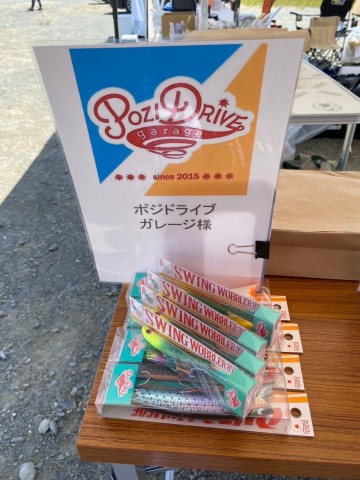 POZIDRIVE
garage
since 2015
ポジドライブ
ガレージ様
SWING WOBBLER
SWING WOBBLER
SWING WOBBLER
SWING WOBBLER